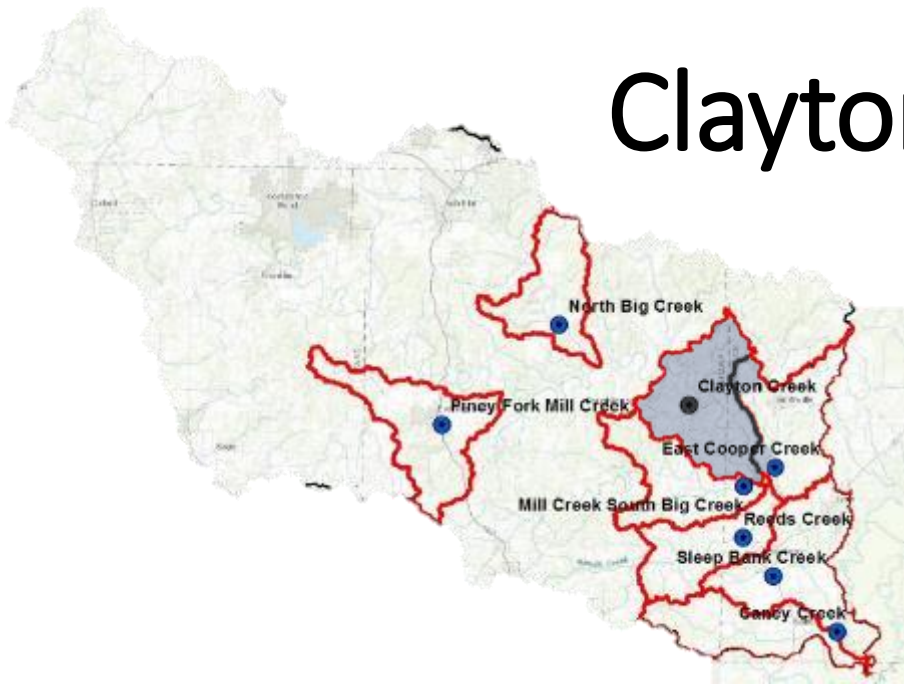 Clayto
North Big Creek
Clayton Creek
Piney Fork Mill Creek
East Cooper Creek
Mill Creek South Big Creek
Reeds Creek
Sleep Bank Creek
Caney Creek